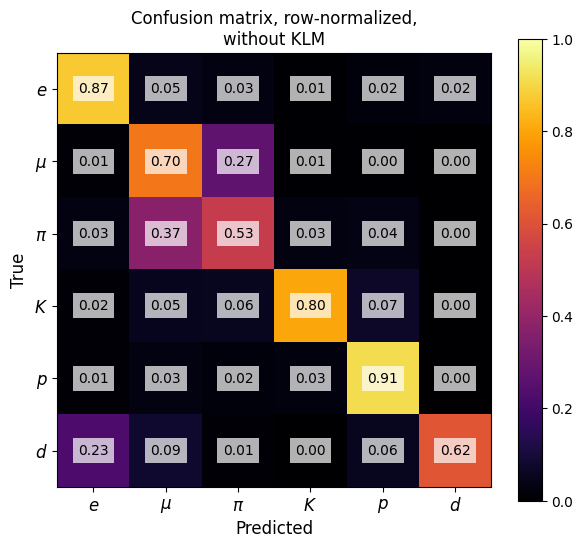 Confusion matrix, row-normalized,
without KLM
1.0
e 0.87 0.05 0.03 0.01 0.02 0.02
μ 0.01 0.70 0.27 0.01 0.00 0.00
0.8
π 0.03 0.37 0.53 0.03 0.04 0.00
0.6
True
K 0.02 0.05 0.06 0.80 0.07 0.00
0.4
p 0.01 0.03 0.02 0.03 0.91 0.00
0.2
d 0.23 0.09 0.01 0.00 0.06 0.62
0.0
e μ π K p d
Predicted